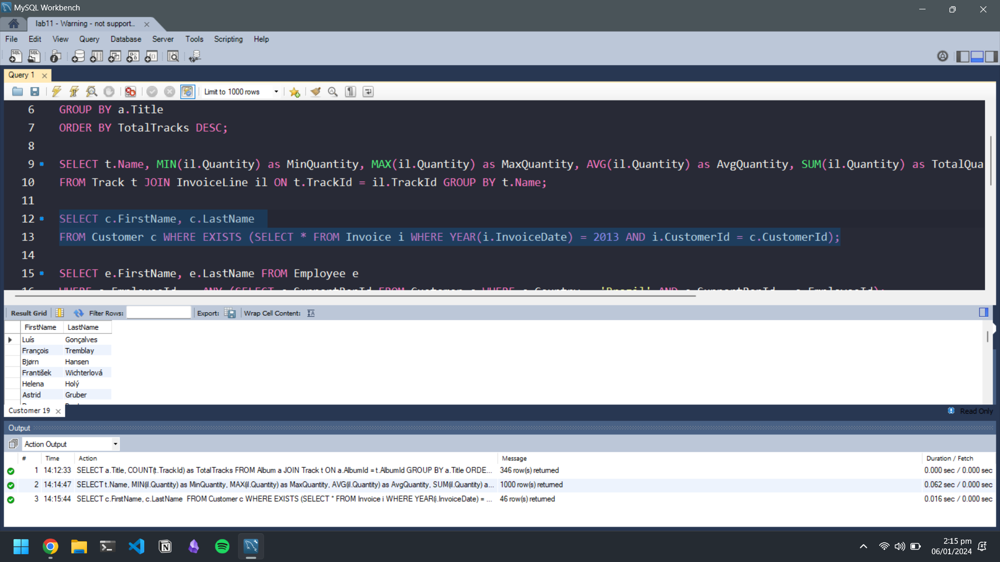 MySQL Workbench
lab11 - Warning - not support...
File Edit View Query Database Server Tools Scripting Help
Query 1
Limit to 1000 rows
6 GROUP BY a.Title
7 ORDER BY TotalTracks DESC;
8
9 SELECT t.Name, MIN(il.Quantity) as MinQuantity, MAX(il.Quantity) as MaxQuantity, AVG(il.Quantity) as AvgQuantity, SUM(il.Quantity) as TotalQua
10 FROM Track t JOIN InvoiceLine il ON t.TrackId = il.TrackId GROUP BY t.Name;
11
12 SELECT c.FirstName, c.LastName
13 FROM Customer c WHERE EXISTS (SELECT * FROM Invoice i WHERE YEAR(i.InvoiceDate) = 2013 AND i.CustomerId = c.CustomerId);
14
15 SELECT e.FirstName, e.LastName FROM Employee e
Result Grid Filter Rows: Export: Wrap Cell Content:
FirstName LastName
Luís Gonçalves
François Tremblay
Bjørn Hansen
František Wichterlová
Helena Holý
Astrid Gruber
Customer 19
Read Only
Output
Action Output
# Time Action Message Duration / Fetch
1 14:12:33 SELECT a.Title, COUNT(t.TrackId) as TotalTracks FROM Album a JOIN Track t ON a.AlbumId = t.AlbumId GROUP BY a.Title ORDE... 346 row(s) returned 0.000 sec / 0.000 sec
2 14:14:47 SELECT t.Name, MIN(il.Quantity) as MinQuantity, MAX(il.Quantity) as MaxQuantity, AVG(il.Quantity) as AvgQuantity, SUM(il.Quantity) a... 1000 row(s) returned 0.062 sec / 0.000 sec
3 14:15:44 SELECT c.FirstName, c.LastName FROM Customer c WHERE EXISTS (SELECT * FROM Invoice i WHERE YEAR(i.InvoiceDate) = ... 46 row(s) returned 0.016 sec / 0.000 sec
2:15 pm
06/01/2024